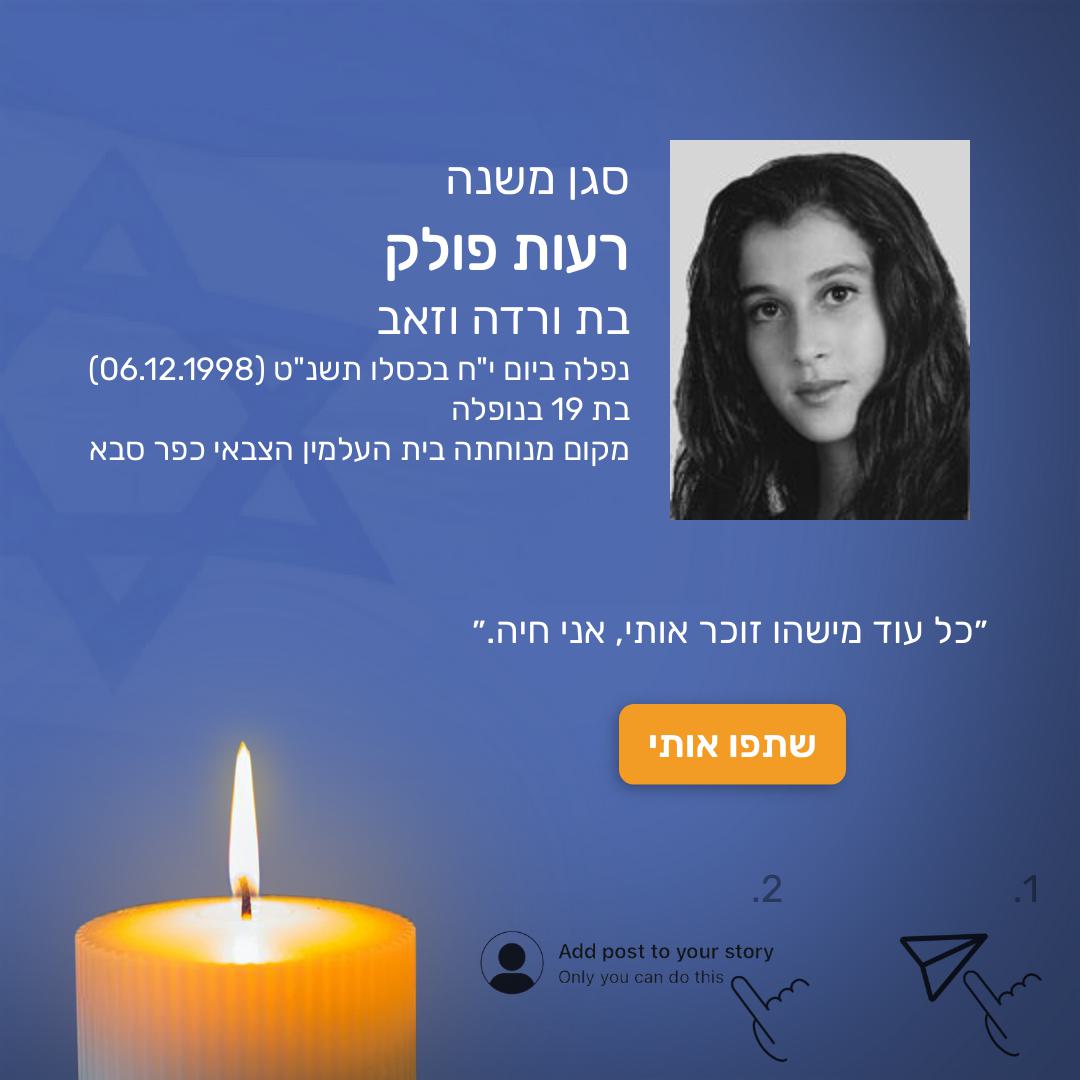 סגן משנה
רעות פולק
בת ורדה וזאב
נפלה ביום י"ח בכסלו תשנ"ט (06.12.1998)
בת 19 בנופלה
מקום מנוחתה בית העלמין הצבאי כפר סבא
״כל עוד מישהו זוכר אותי, אני חיה.״
שתפו אותי
1.
2.
Add post to your story
Only you can do this